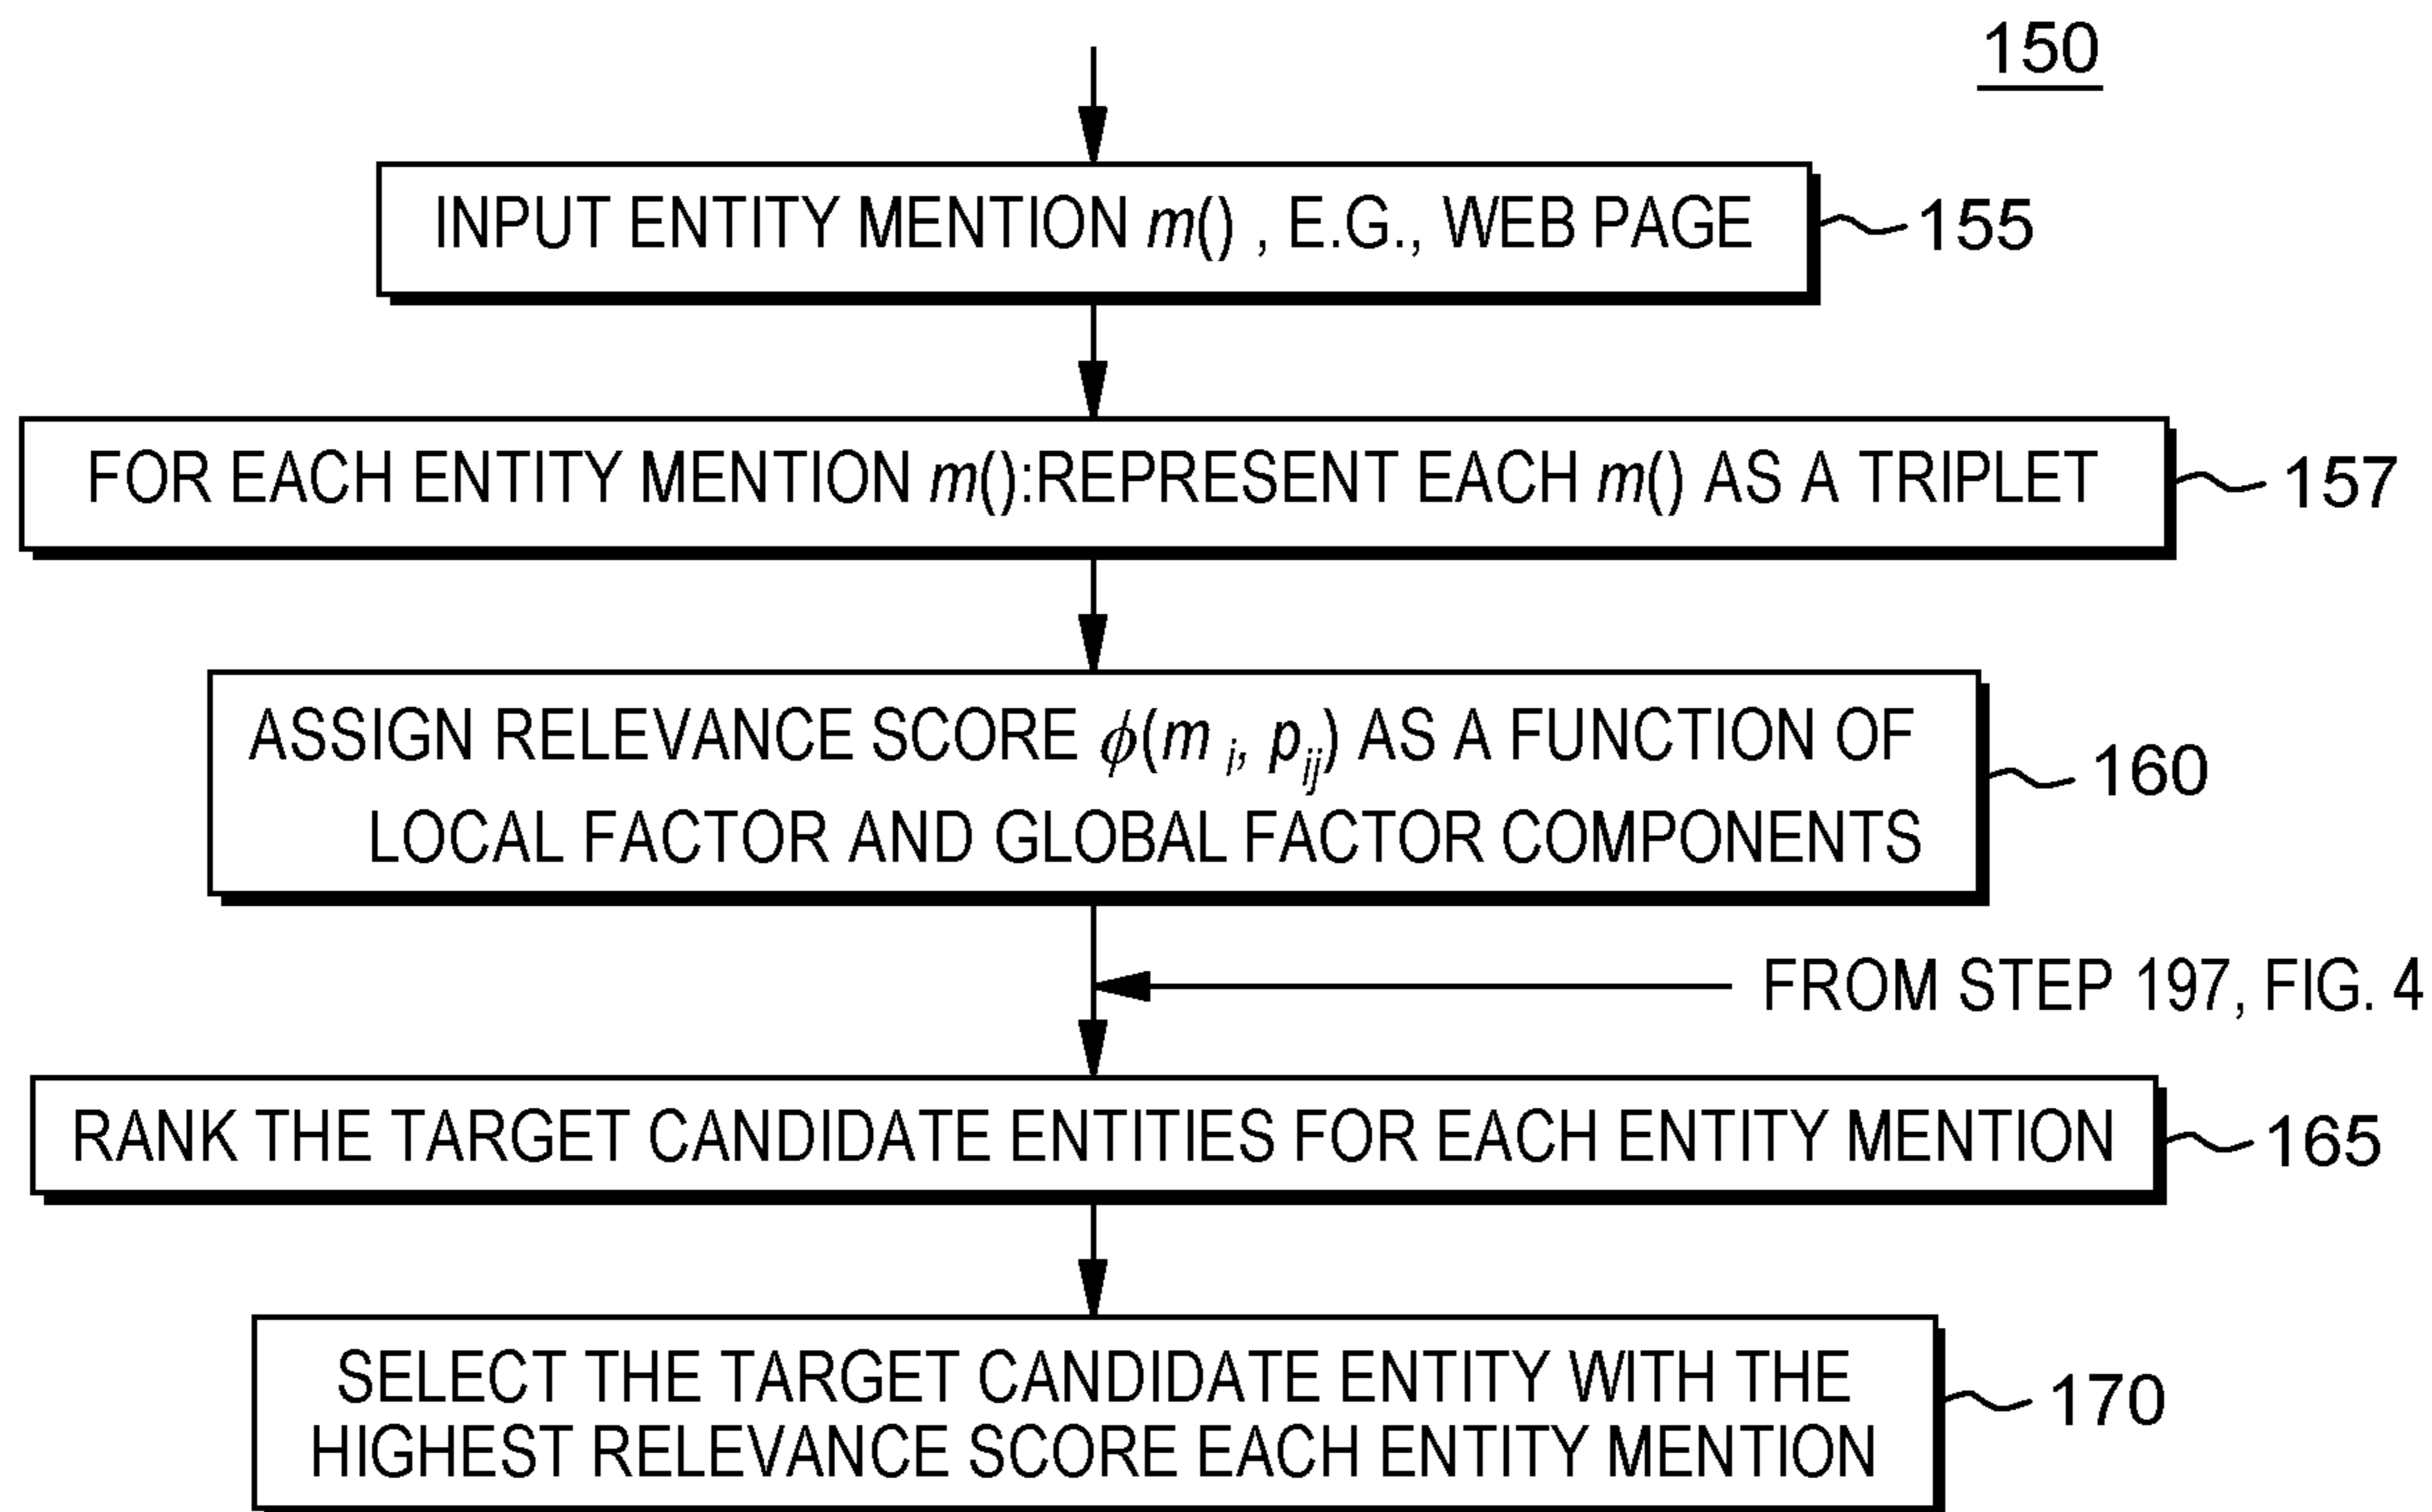 150
INPUT ENTITY MENTION m() , E.G., WEB PAGE
155
FOR EACH ENTITY MENTION m():REPRESENT EACH m() AS A TRIPLET
157
ASSIGN RELEVANCE SCORE ϕ(m i, pij) AS A FUNCTION OF
LOCAL FACTOR AND GLOBAL FACTOR COMPONENTS
160
FROM STEP 197, FIG. 4
RANK THE TARGET CANDIDATE ENTITIES FOR EACH ENTITY MENTION
165
SELECT THE TARGET CANDIDATE ENTITY WITH THE
HIGHEST RELEVANCE SCORE EACH ENTITY MENTION
170